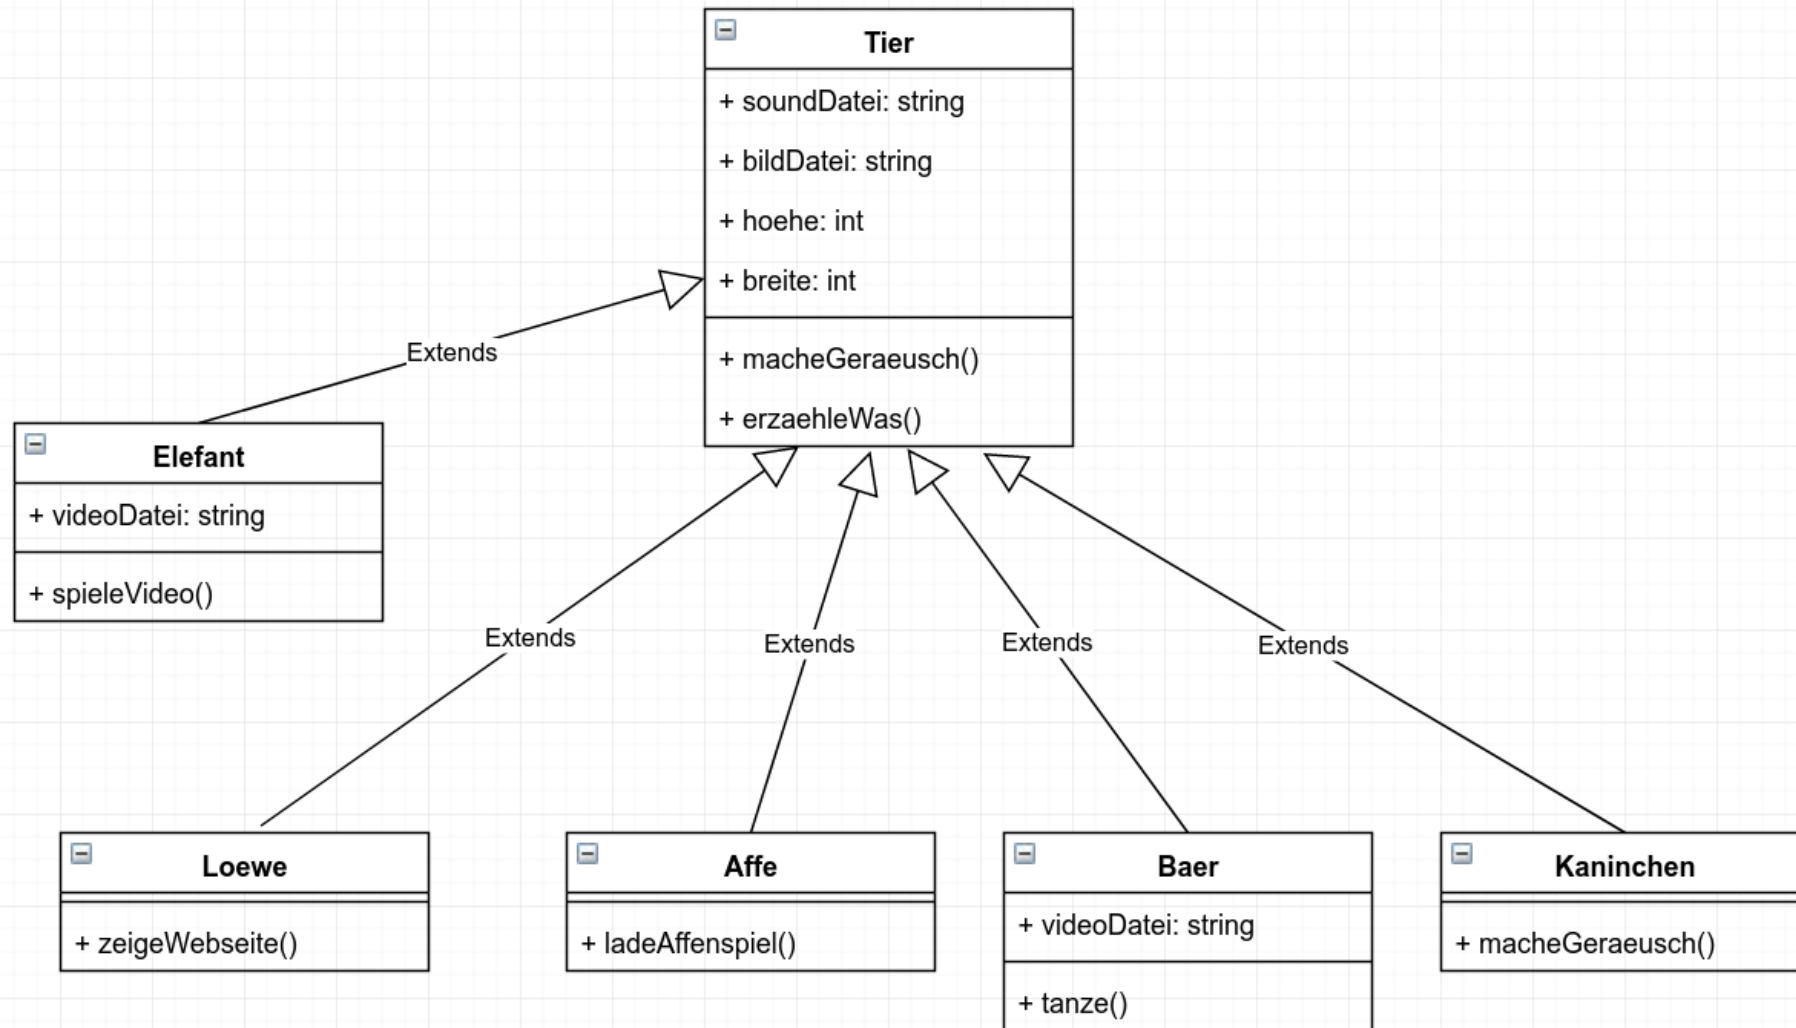 Tier
+ soundDatei: string
+ bildDatei: string
+ hoehe: int
+ breite: int
+ macheGeraeusch()
+ erzaehleWas()
Extends
Elefant
+ videoDatei: string
+ spieleVideo()
Extends
Extends
Extends
Extends
Loewe
+ zeigeWebseite()
Affe
+ ladeAffenspiel()
Baer
+ videoDatei: string
+ tanze()
Kaninchen
+ macheGeraeusch()